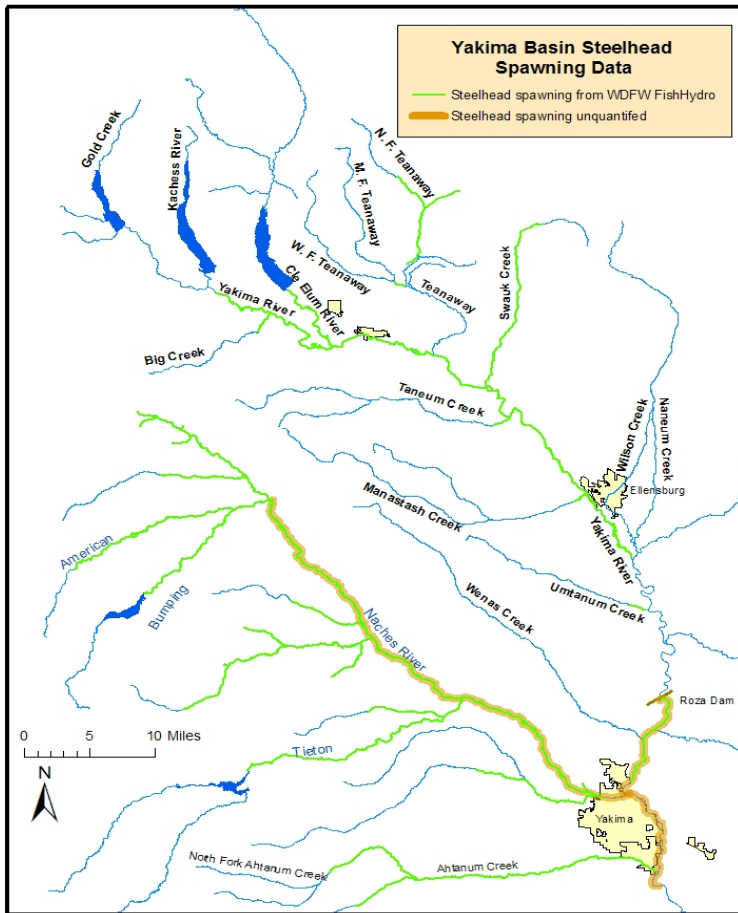 Yakima Basin Steelhead
Spawning Data
Steelhead spawning from WDFW FishHydro
Steelhead spawning unquantifed
Gold Creek
Kachess River
N. F. Teanaway
M. F. Teanaway
W. F. Teanaway
Cle Elum River
Teanaway
Yakima River
Swauk Creek
Big Creek
Taneum Creek
Wilson Creek
Naneum Creek
Ellensburg
Manastash Creek
Yakima River
American
Bumping
Umtanum Creek
Wenas Creek
Naches River
Roza Dam
0 5 10 Miles
N
Tieton
Yakima
North Fork Ahtanum Creek
Ahtanum Creek